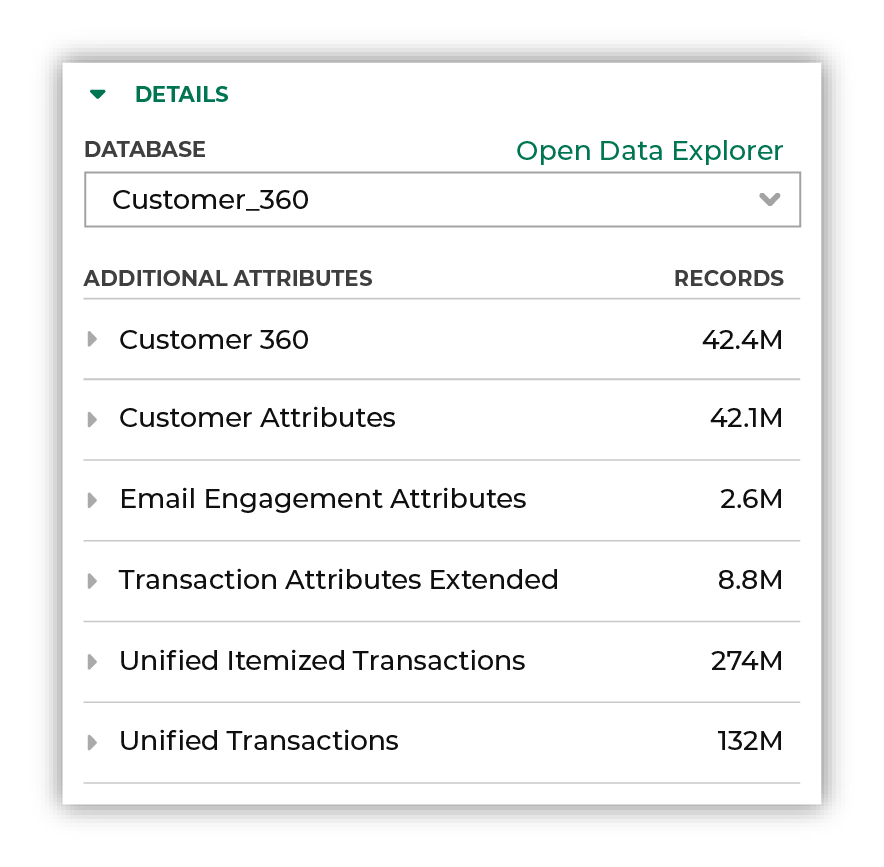 DETAILS
DATABASE Open Data Explorer
Customer_360
ADDITIONAL ATTRIBUTES RECORDS
Customer 360 42.4M
Customer Attributes 42.1M
Email Engagement Attributes 2.6M
Transaction Attributes Extended 8.8M
Unified Itemized Transactions 274M
Unified Transactions 132M